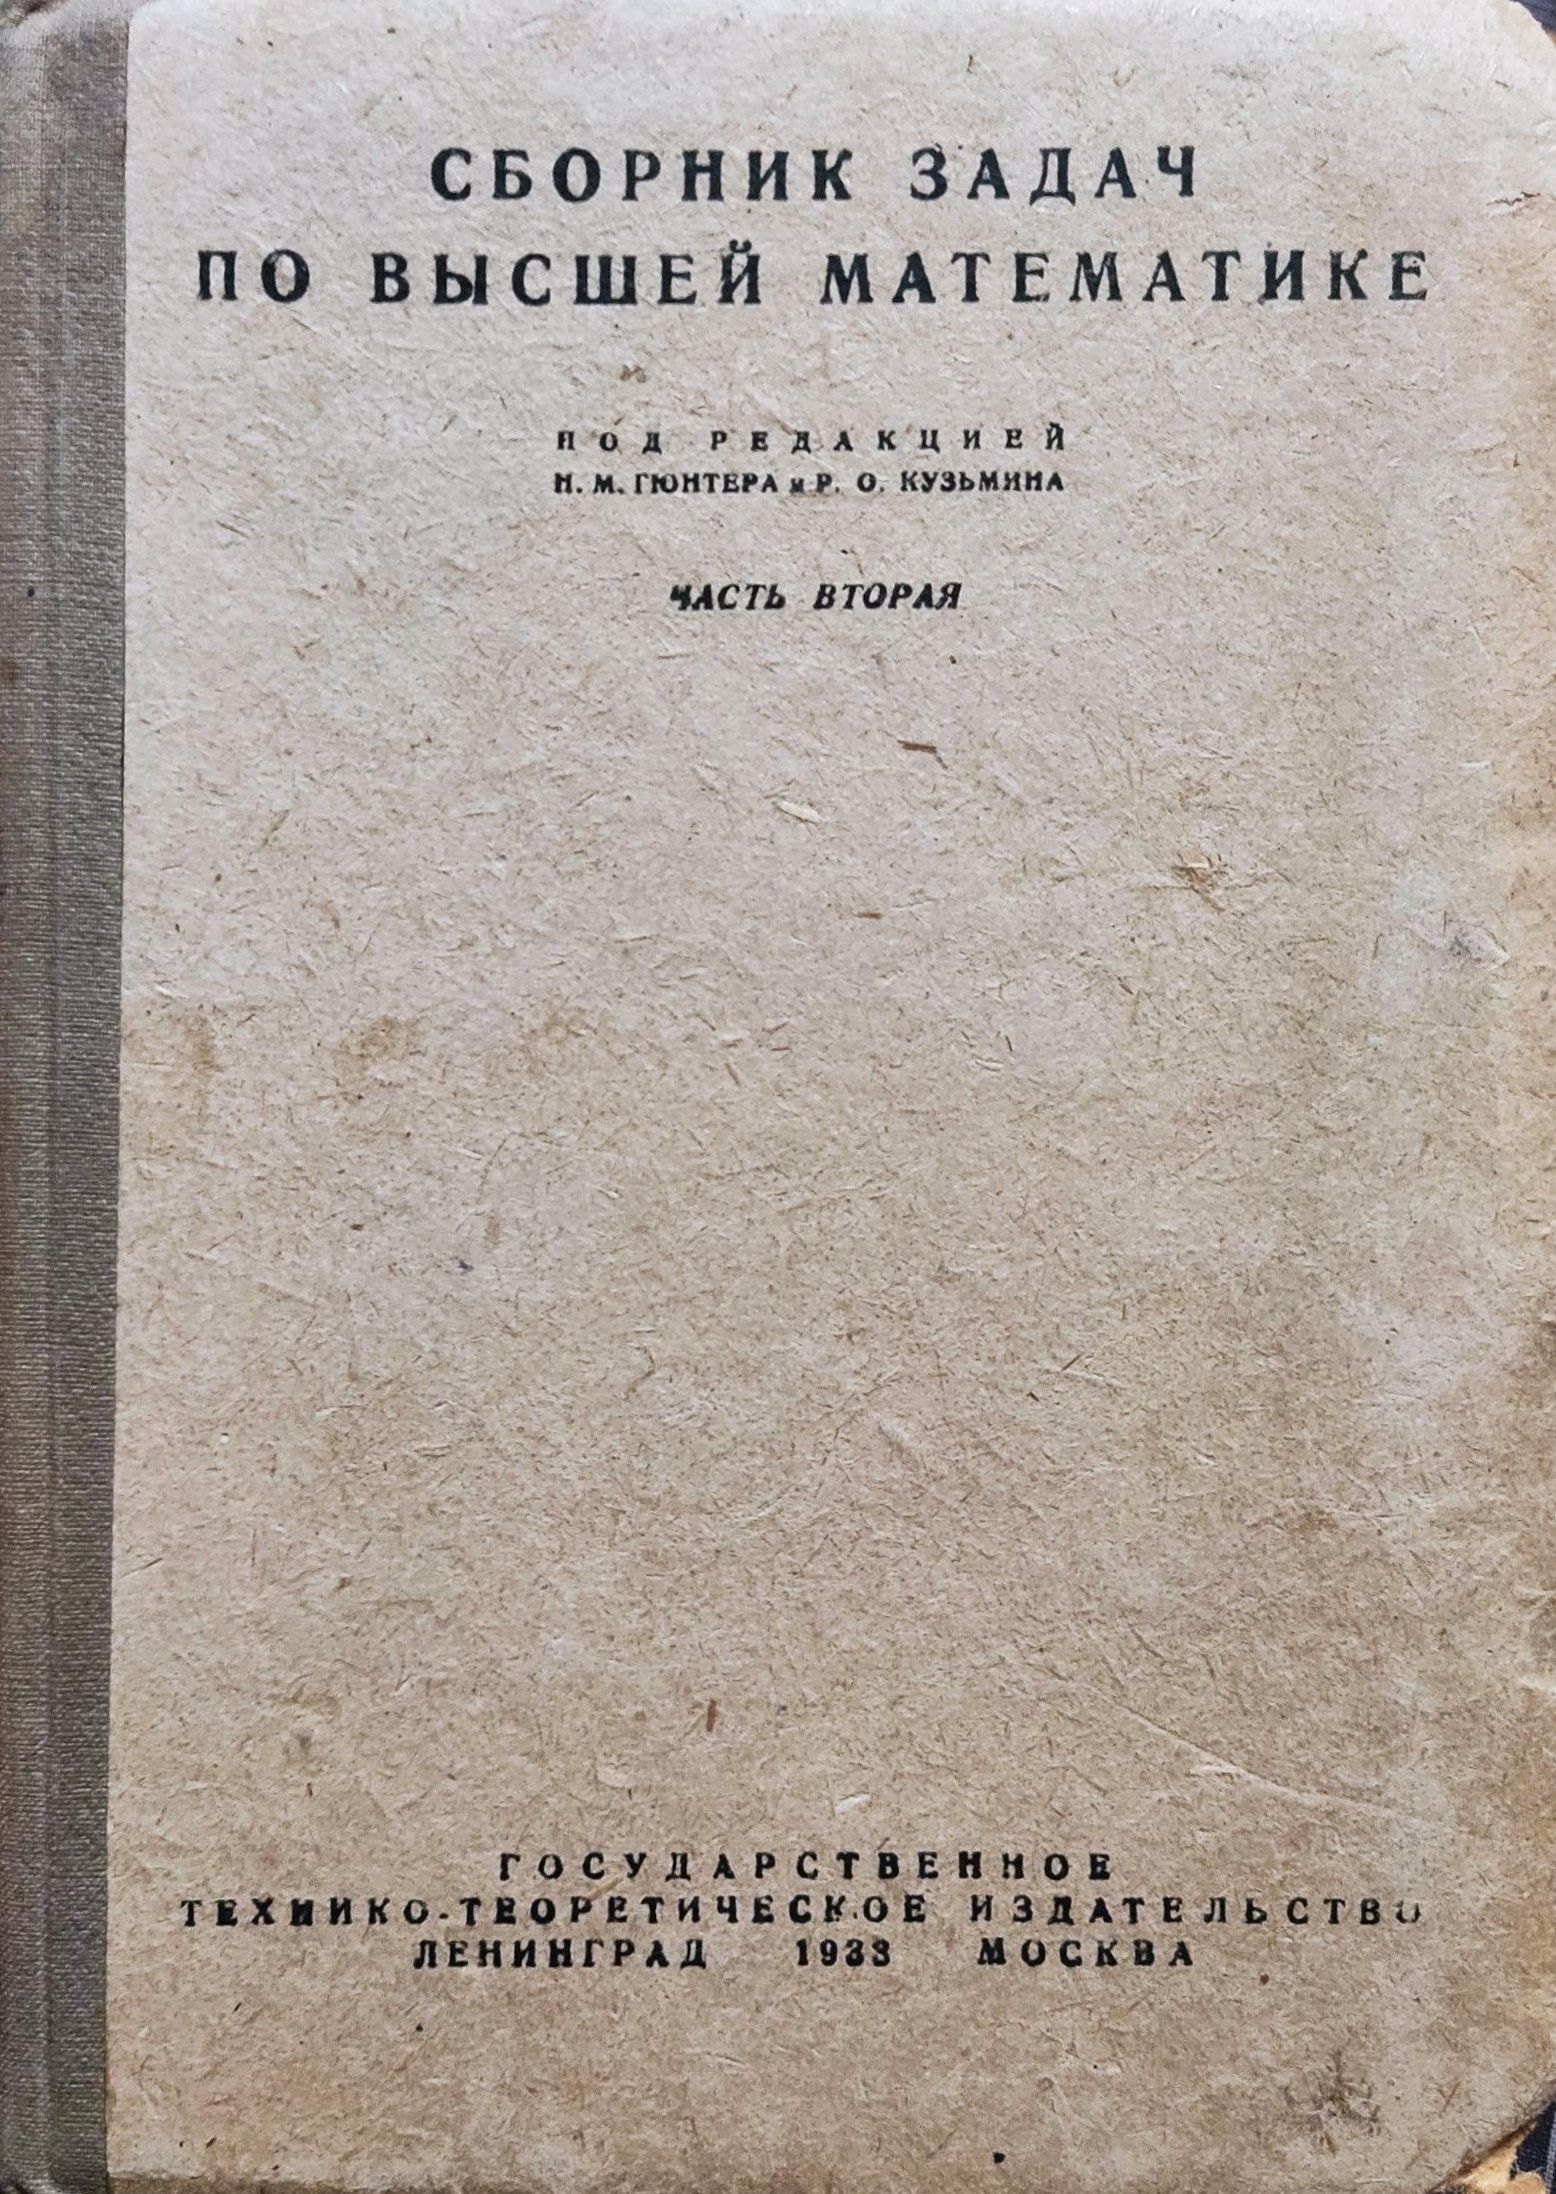 СБОРНИК ЗАДАЧ
ПО ВЫСШЕЙ МАТЕМАТИКЕ
ПОД РЕДАКЦИЕЙ
Н. М. ГЮНТЕРА и Р. О. КУЗЬМИНА
ЧАСТЬ ВТОРАЯ
ГОСУДАРСТВЕННОЕ
ТЕХНИКО-ТЕОРЕТИЧЕСКОЕ ИЗДАТЕЛЬСТВО
ЛЕНИНГРАД 1933 МОСКВА